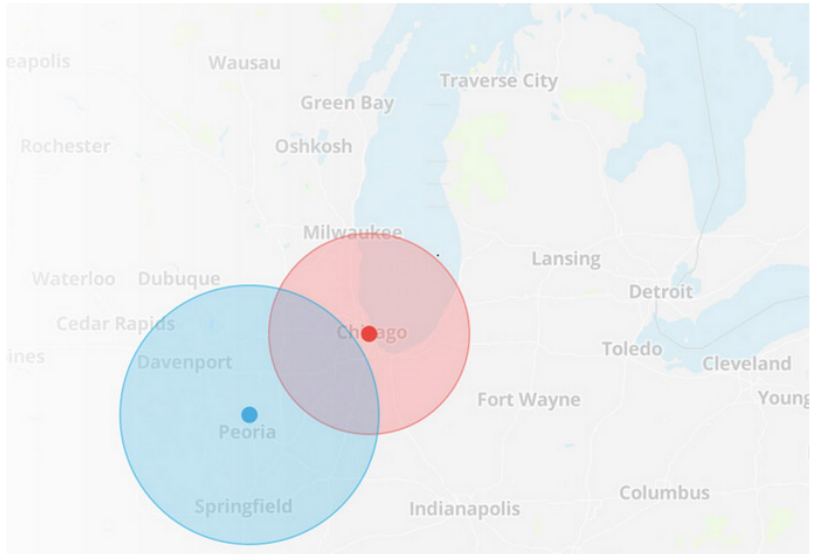 eapolis
Wausau
Traverse City
Green Bay
Rochester
Oshkosh
Milwaukee
Lansing
Waterloo
Dubuque
Detroit
Cedar Rapids
Chicago
ines
Davenport
Toledo
Cleveland
Fort Wayne
Young
Peoria
Columbus
Springfield
Indianapolis